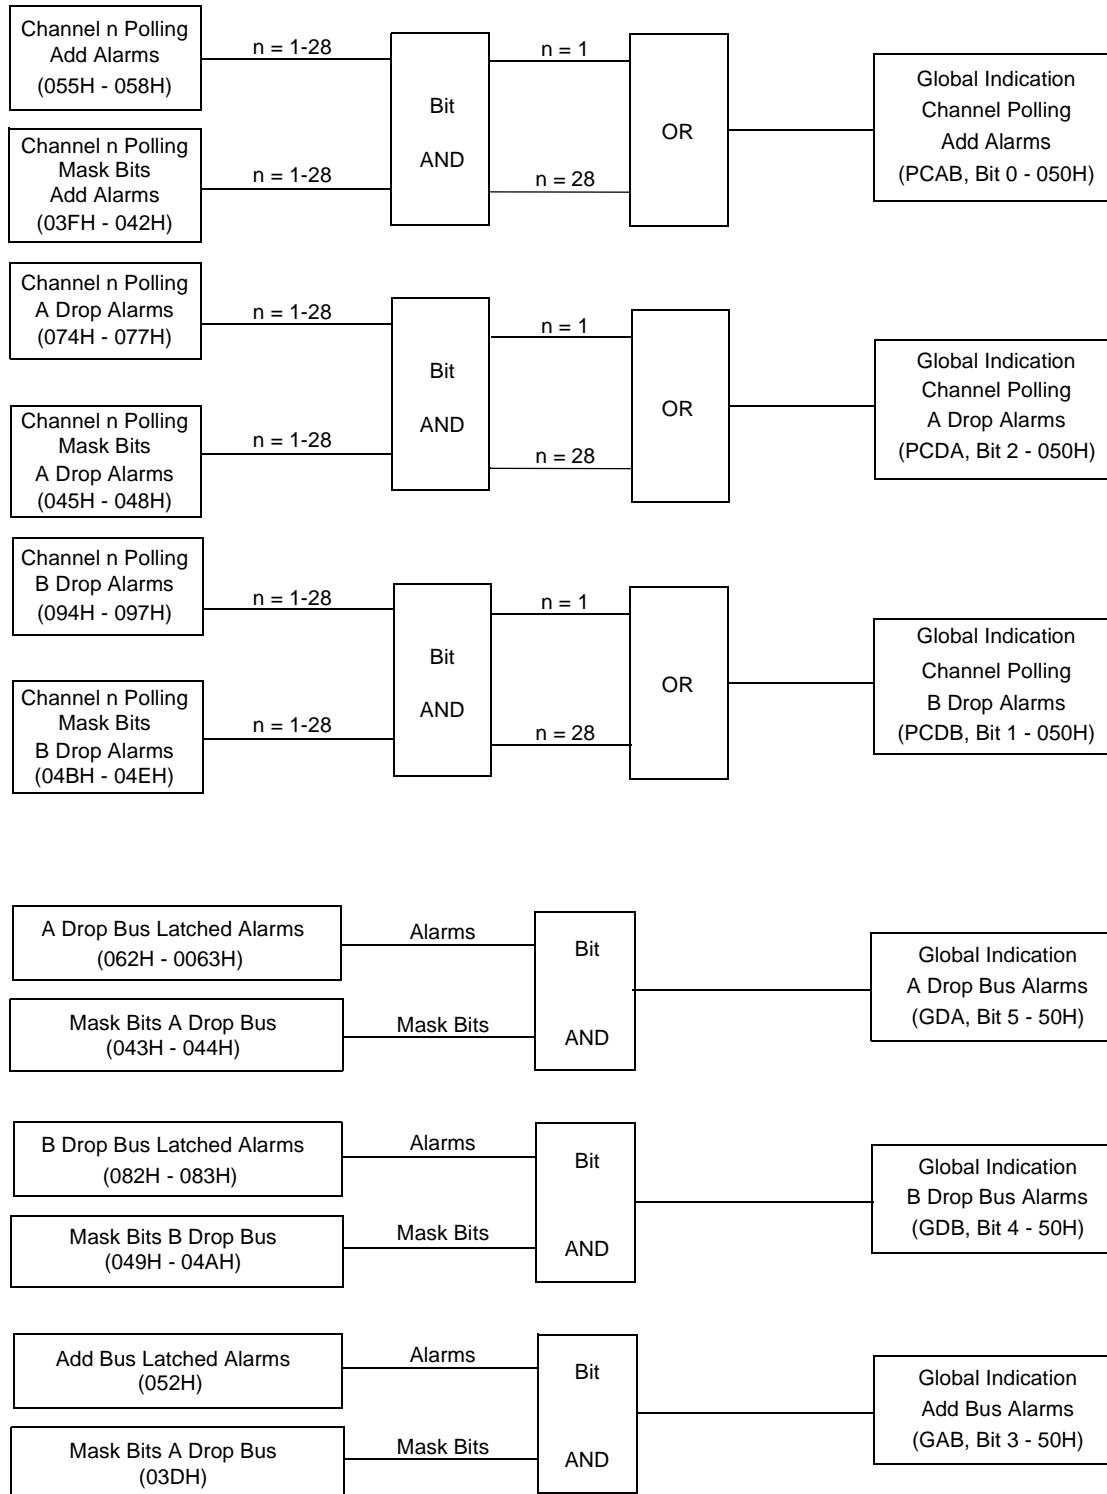 Channel n Polling
Add Alarms
(055H - 058H)
n = 1-28
Channel n Polling
Mask Bits
Add Alarms
(03FH - 042H)
n = 1-28
Bit
AND
n = 1
n = 28
OR
Global Indication
Channel Polling
Add Alarms
(PCAB, Bit 0 - 050H)
Channel n Polling
A Drop Alarms
(074H - 077H)
n = 1-28
Channel n Polling
Mask Bits
A Drop Alarms
(045H - 048H)
n = 1-28
Bit
AND
n = 1
n = 28
OR
Global Indication
Channel Polling
A Drop Alarms
(PCDA, Bit 2 - 050H)
Channel n Polling
B Drop Alarms
(094H - 097H)
n = 1-28
Channel n Polling
Mask Bits
B Drop Alarms
(04BH - 04EH)
n = 1-28
Bit
AND
n = 1
n = 28
OR
Global Indication
Channel Polling
B Drop Alarms
(PCDB, Bit 1 - 050H)
A Drop Bus Latched Alarms
(062H - 0063H)
Alarms
Mask Bits A Drop Bus
(043H - 044H)
Mask Bits
Bit
AND
Global Indication
A Drop Bus Alarms
(GDA, Bit 5 - 50H)
B Drop Bus Latched Alarms
(082H - 083H)
Alarms
Mask Bits B Drop Bus
(049H - 04AH)
Mask Bits
Bit
AND
Global Indication
B Drop Bus Alarms
(GDB, Bit 4 - 50H)
Add Bus Latched Alarms
(052H)
Alarms
Mask Bits A Drop Bus
(03DH)
Mask Bits
Bit
AND
Global Indication
Add Bus Alarms
(GAB, Bit 3 - 50H)